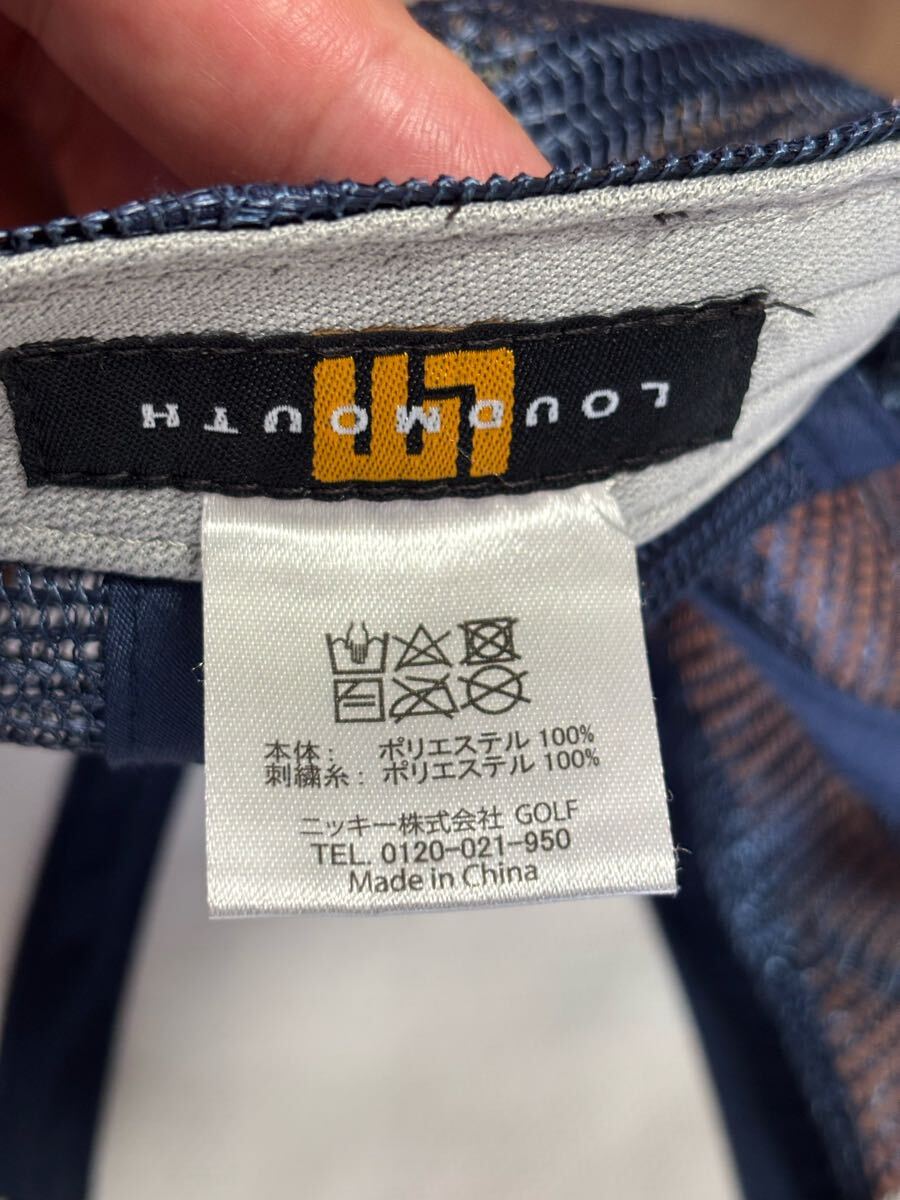 LOUDMOUTH
本体: ポリエステル 100%
刺繍糸: ポリエステル 100%
ニッキー株式会社 GOLF
TEL. 0120-021-950
Made in China